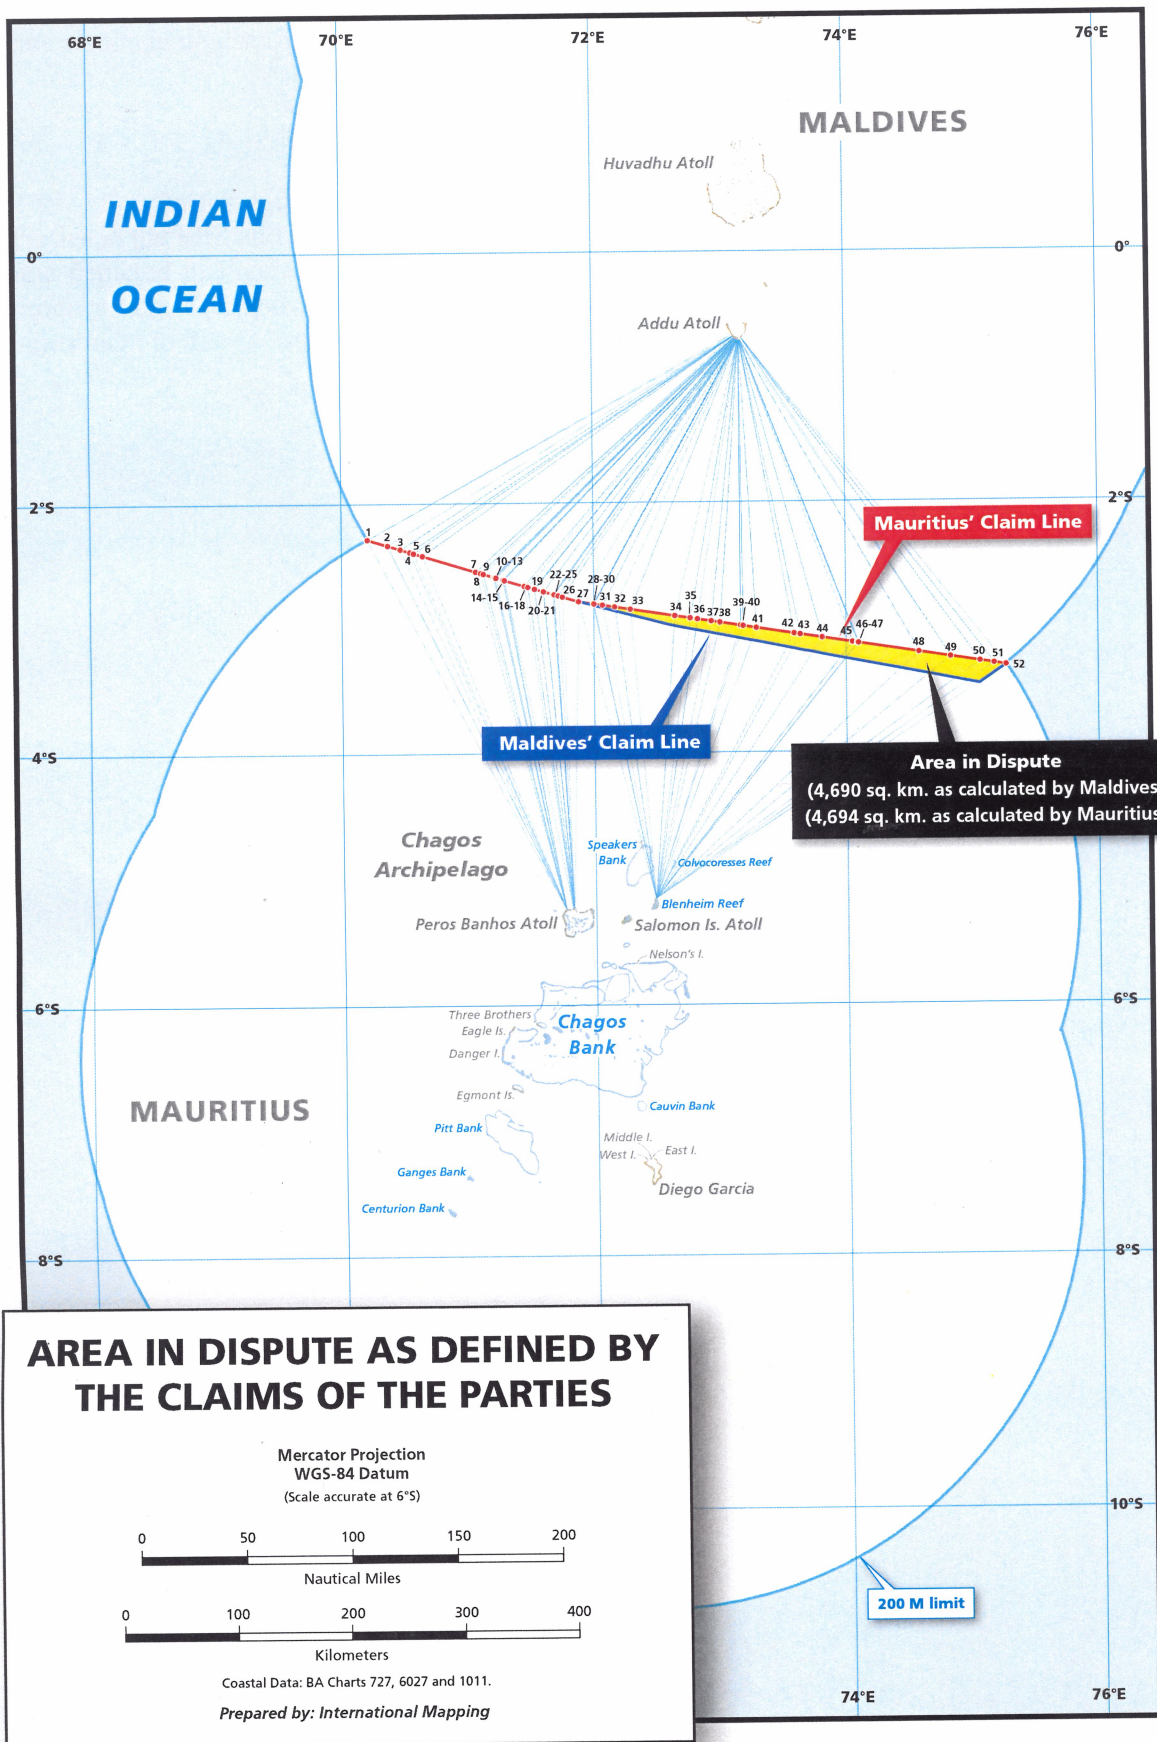 68°E
70°E
72°E
74°E
76°E
MALDIVES
Huvadhu Atoll
INDIAN
OCEAN
0°
0°
Addu Atoll
2°S
2°S
Mauritius' Claim Line
1
2
3
4
5
6
7
8
9
10-13
14-15
16-18
19
20-21
22-25
26
27
28-30
31
32
33
34
35
36
37
38
39-40
41
42
43
44
45
46-47
48
49
50
51
52
Maldives' Claim Line
4°S
Area in Dispute
(4,690 sq. km. as calculated by Maldives
(4,694 sq. km. as calculated by Mauritius
Chagos
Archipelago
Speakers
Bank
Colvocoresses Reef
Blenheim Reef
Peros Banhos Atoll
Salomon Is. Atoll
Nelson's I.
6°S
6°S
Three Brothers
Eagle Is.
Danger I.
Chagos
Bank
Egmont Is.
Cauvin Bank
MAURITIUS
Pitt Bank
Middle I.
West I.
East I.
Ganges Bank
Diego Garcia
Centurion Bank
8°S
8°S
AREA IN DISPUTE AS DEFINED BY
THE CLAIMS OF THE PARTIES
Mercator Projection
WGS-84 Datum
(Scale accurate at 6°S)
0 50 100 150 200
Nautical Miles
0 100 200 300 400
Kilometers
Coastal Data: BA Charts 727, 6027 and 1011.
Prepared by: International Mapping
10°S
200 M limit
74°E
76°E